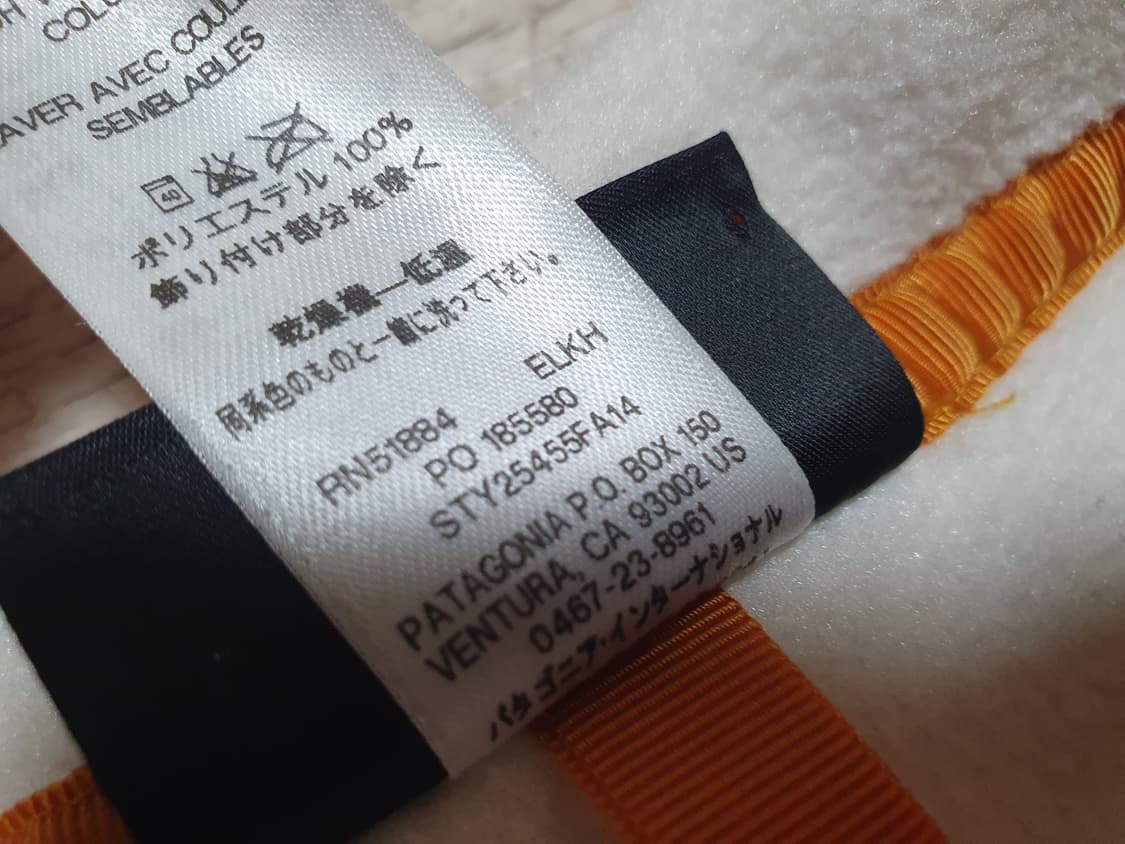 COL
AVER AVEC COUL
SEMBLABLES
40
ポリエステル 100%
飾り付け部分を除く
乾燥機—低温
同系色のものと一緒に洗って下さい。
ELKH
RN51884
PO 185580
STY25455FA14
PATAGONIA P.O. BOX 150
VENTURA, CA 93002 US
0467-23-8961
パタゴニア・インターナショナル